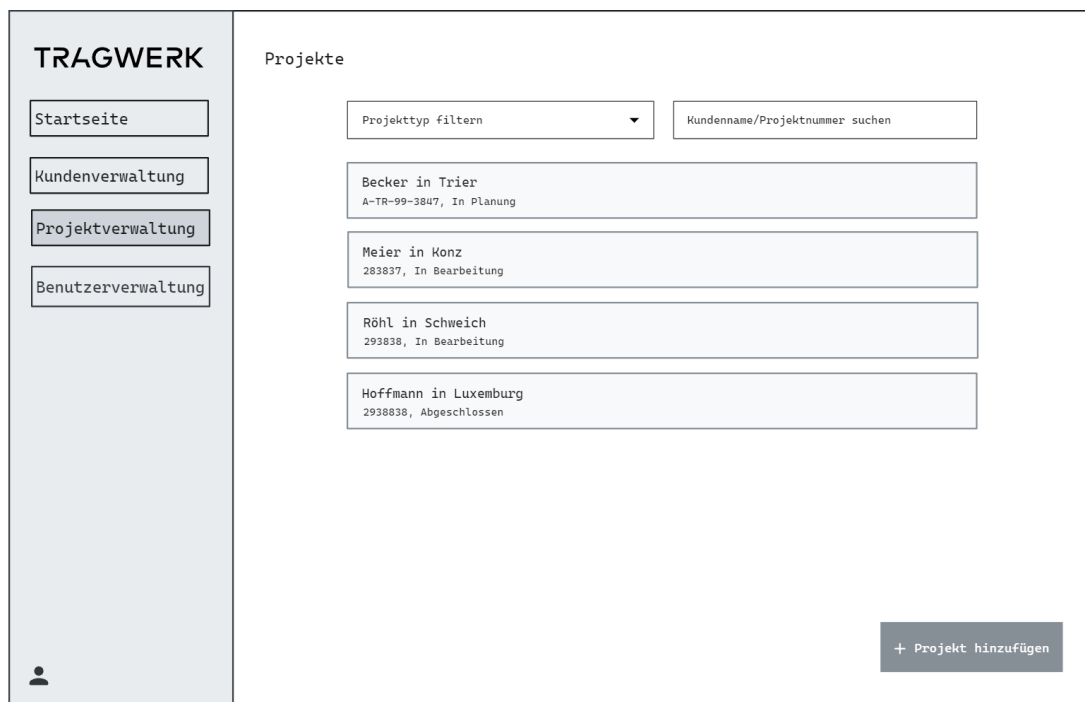 TRAGWERK
Startseite
Kundenverwaltung
Projektverwaltung
Benutzerverwaltung
Projekte
Projekttyp filtern
Kundenname/Projektnummer suchen
Becker in Trier
A-TR-99-3847, In Planung
Meier in Konz
283837, In Bearbeitung
Röhl in Schweich
293838, In Bearbeitung
Hoffmann in Luxemburg
2938838, Abgeschlossen
+ Projekt hinzufügen